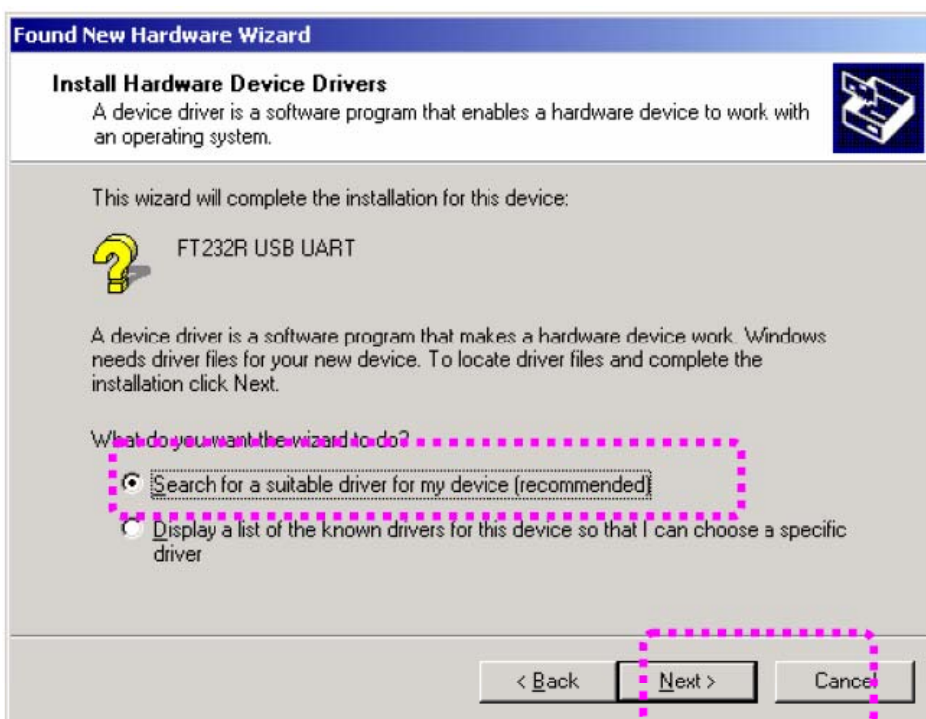 Found New Hardware Wizard
Install Hardware Device Drivers
A device driver is a software program that enables a hardware device to work with
an operating system.
This wizard will complete the installation for this device:
FT232R USB UART
A device driver is a software program that makes a hardware device work. Windows
needs driver files for your new device. To locate driver files and complete the
installation click Next.
What do you want the wizard to do?
Search for a suitable driver for my device (recommended)
Display a list of the known drivers for this device so that I can choose a specific
driver
< Back Next > Cancel